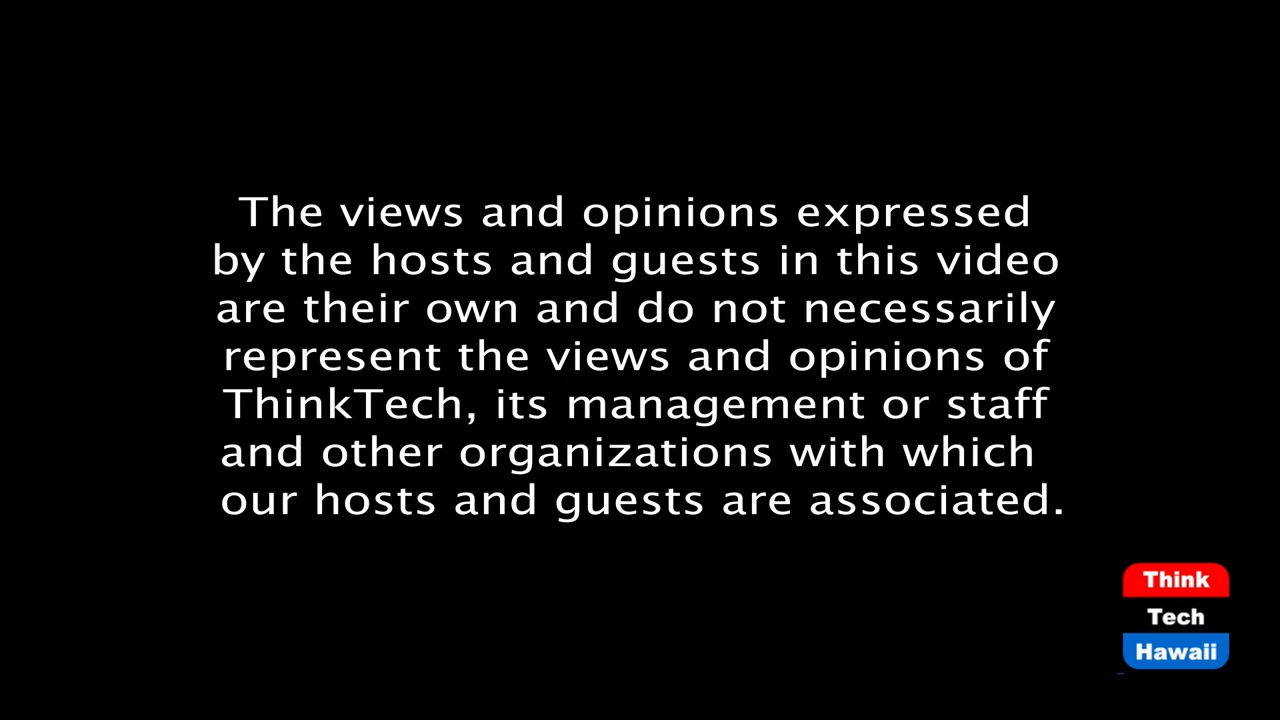 The views and opinions expressed
by the hosts and guests in this video
are their own and do not necessarily
represent the views and opinions of
ThinkTech, its management or staff
and other organizations with which
our hosts and guests are associated.
Think
Tech
Hawaii